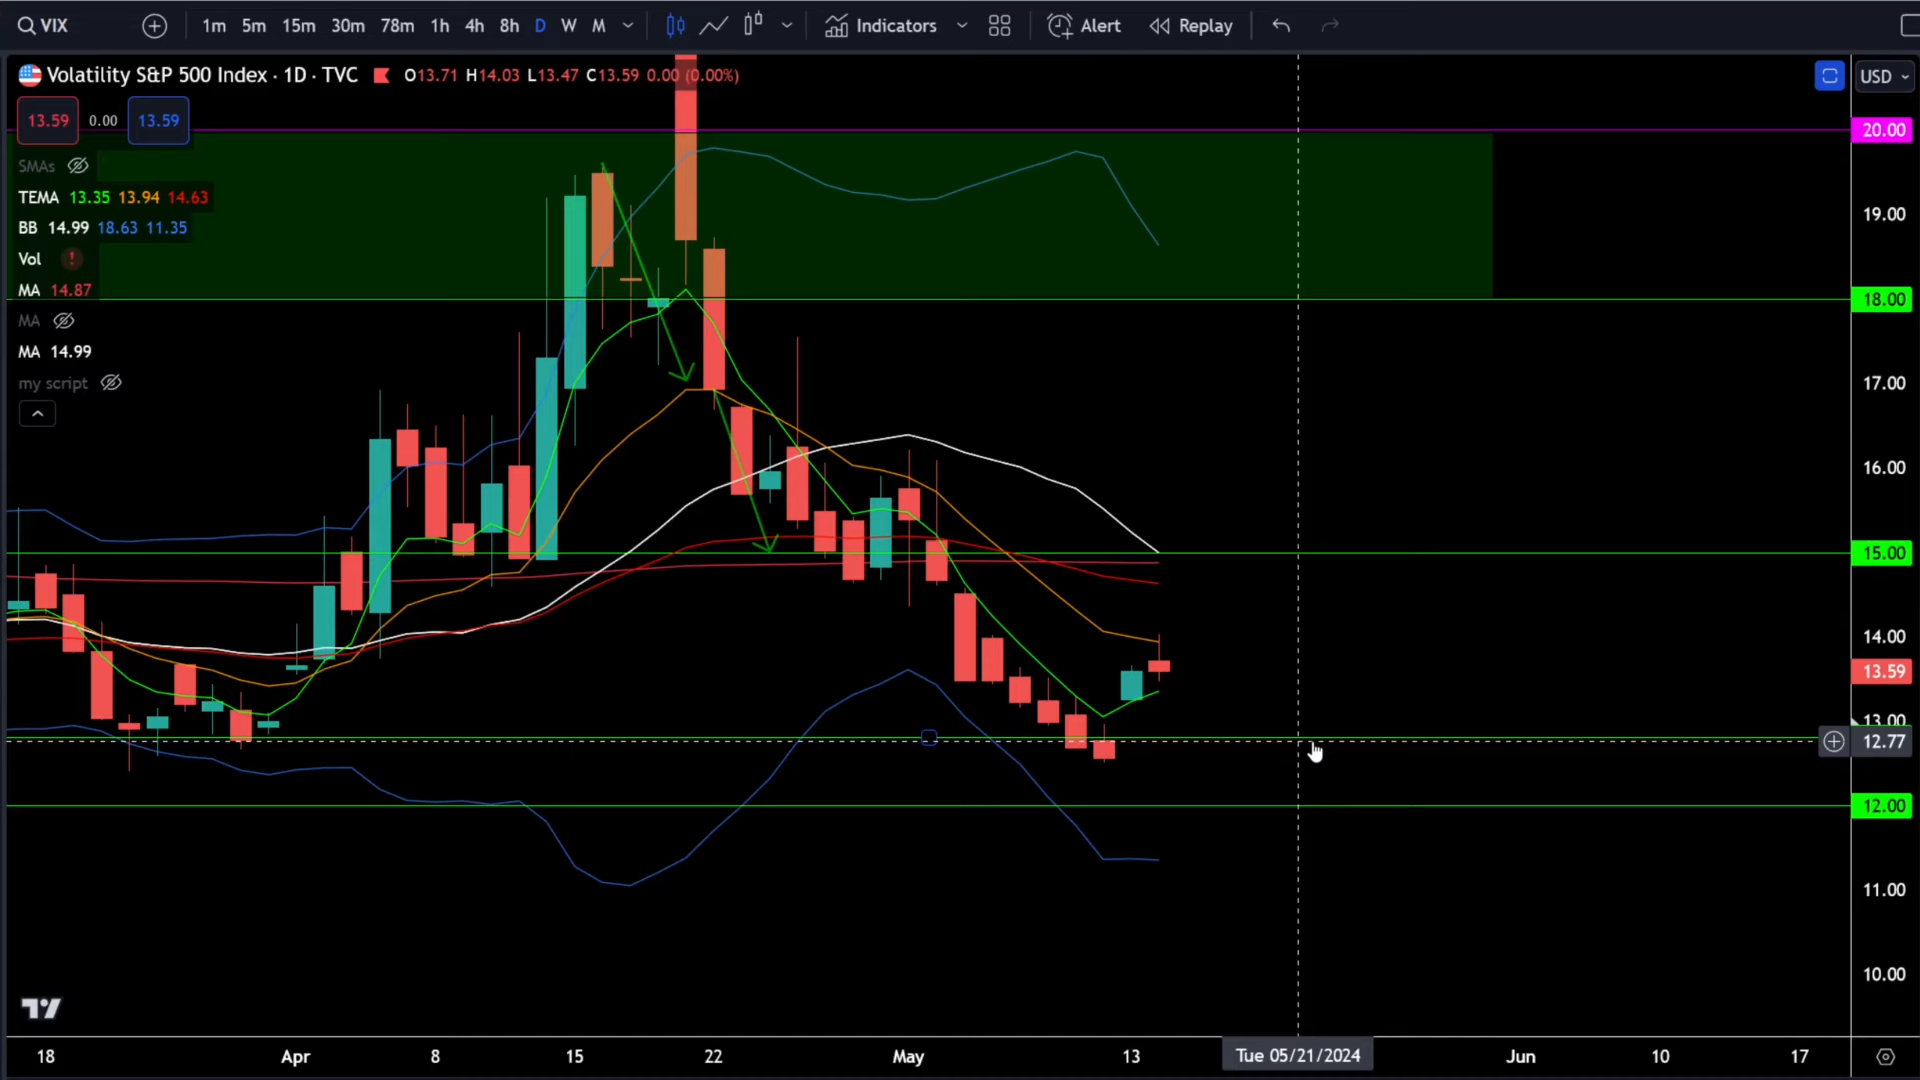 VIX 1m 5m 15m 30m 78m 1h 4h 8h D W M Indicators Alert Replay
Volatility S&P 500 Index · 1D · TVC O13.71 H14.03 L13.47 C13.59 0.00 (0.00%)
USD
13.59 0.00 13.59
SMAs
TEMA 13.35 13.94 14.63
BB 14.99 18.63 11.35
Vol !
MA 14.87
MA
MA 14.99
my script
20.00
19.00
18.00
17.00
16.00
15.00
14.00
13.59
13.00
12.77
12.00
11.00
10.00
18 Apr 8 15 22 May 13 Tue 05/21/2024 Jun 10 17